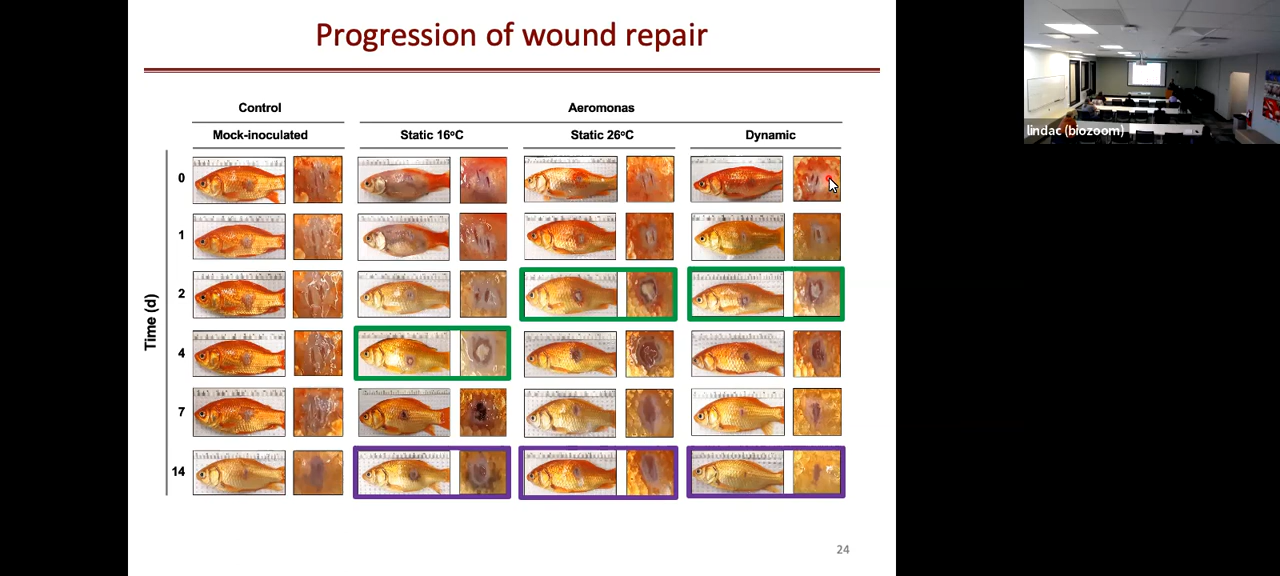 Progression of wound repair
Control
Aeromonas
Mock-inoculated
Static 16ºC
Static 26ºC
Dynamic
Time (d)
0
1
2
4
7
14
24
lindac (biozoom)